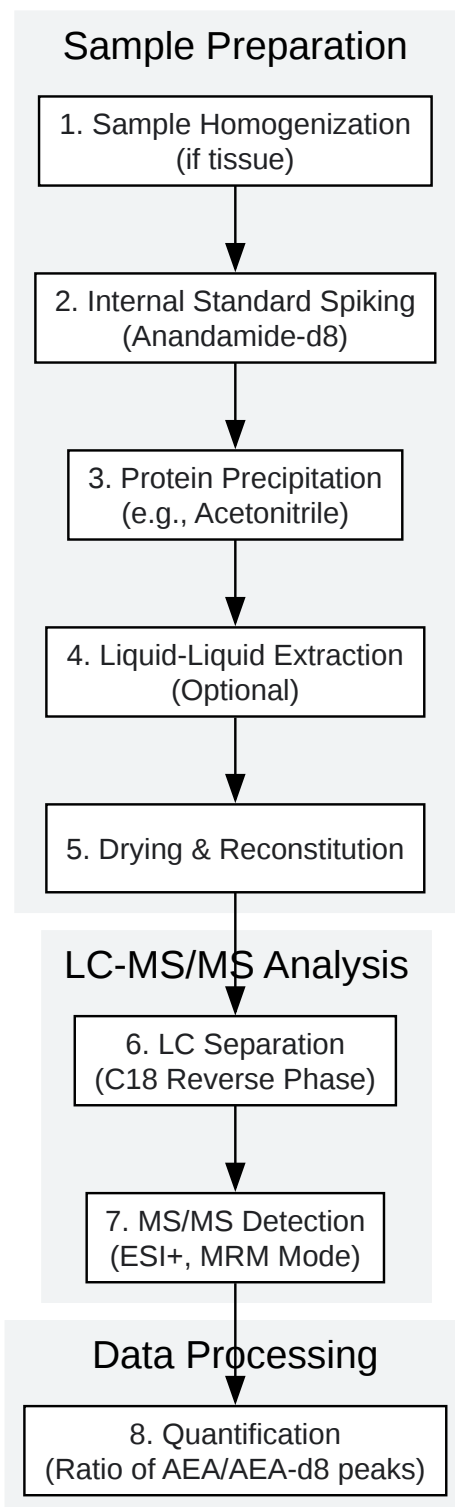 Sample Preparation
1. Sample Homogenization
(if tissue)
2. Internal Standard Spiking
(Anandamide-d8)
3. Protein Precipitation
(e.g., Acetonitrile)
4. Liquid-Liquid Extraction
(Optional)
5. Drying & Reconstitution
LC-MS/MS Analysis
6. LC Separation
(C18 Reverse Phase)
7. MS/MS Detection
(ESI+, MRM Mode)
Data Processing
8. Quantification
(Ratio of AEA/AEA-d8 peaks)